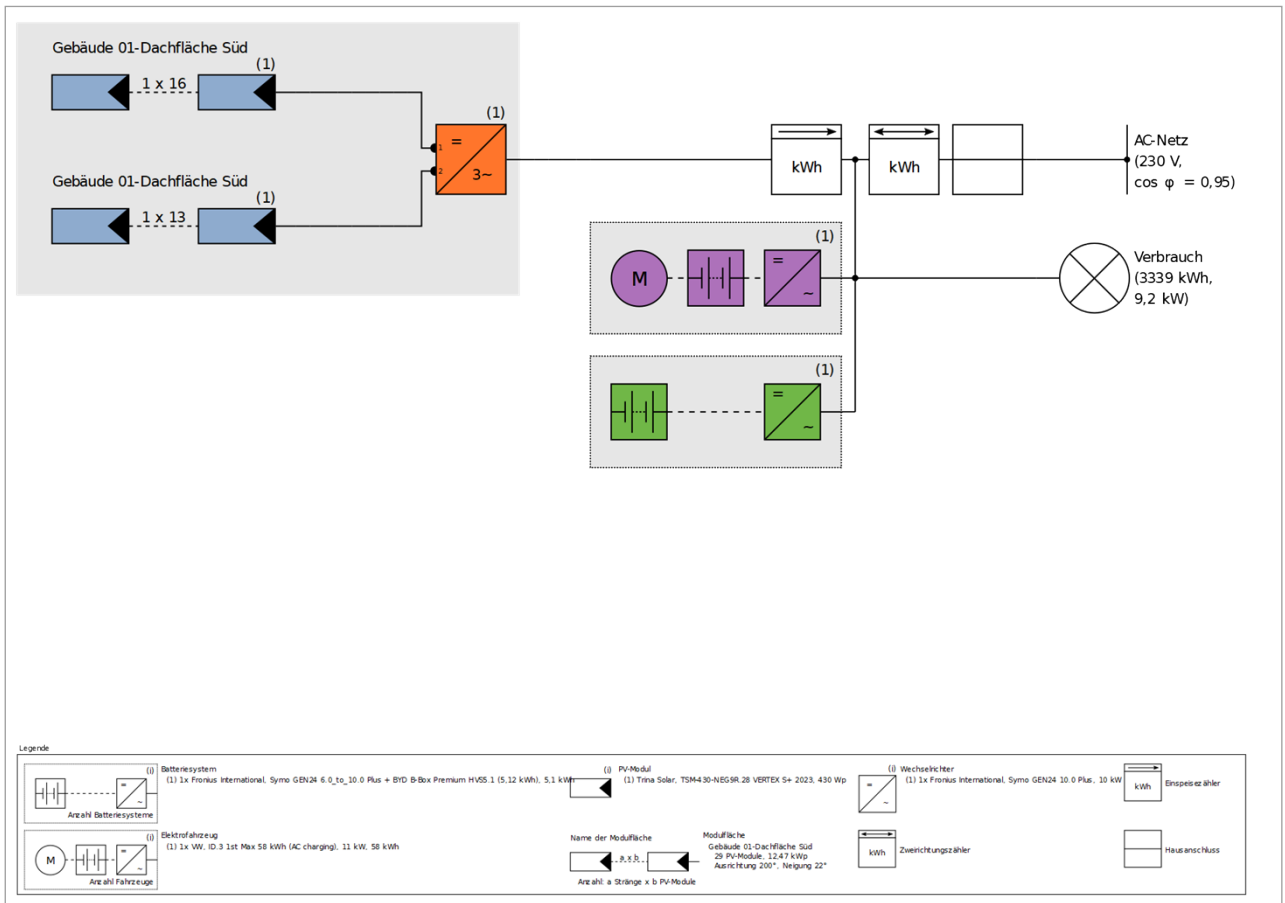 Gebäude 01-Dachfläche Süd
(1)
1 x 16
(1)
=
1
2
3~
Gebäude 01-Dachfläche Süd
(1)
1 x 13
kWh
kWh
AC-Netz
(230 V,
cos φ = 0,95)
(1)
M
=
~
Verbrauch
(3339 kWh,
9,2 kW)
(1)
=
~
Legende
(i)
=
~
Anzahl Batteriesysteme
Batteriesystem
(1) 1x Fronius International, Symo GEN24 6.0_to_10.0 Plus + BYD B-Box Premium HVS5.1 (5,12 kWh), 5,1 kWh
(i) PV-Modul
(1) Trina Solar, TSM-430-NEG9R.28 VERTEX S+ 2023, 430 Wp
=
~
(i) Wechselrichter
(1) 1x Fronius International, Symo GEN24 10.0 Plus, 10 kW
kWh
Einspeisezähler
(i)
M
=
~
Anzahl Fahrzeuge
Elektrofahrzeug
(1) 1x VW, ID.3 1st Max 58 kWh (AC charging), 11 kW, 58 kWh
Name der Modulfläche
a x b
Anzahl: a Stränge x b PV-Module
Modulfläche
Gebäude 01-Dachfläche Süd
29 PV-Module, 12,47 kWp
Ausrichtung 200°, Neigung 22°
kWh
Zweirichtungszähler
Hausanschluss